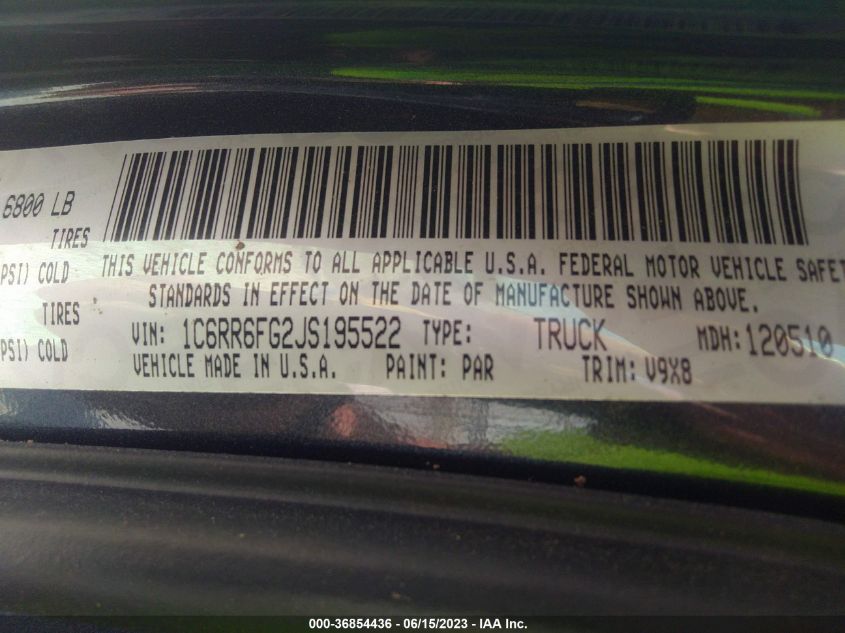 6800 LB
TIRES
PSI) COLD THIS VEHICLE CONFORMS TO ALL APPLICABLE U.S.A. FEDERAL MOTOR VEHICLE SAFET
STANDARDS IN EFFECT ON THE DATE OF MANUFACTURE SHOWN ABOVE.
TIRES
VIN: 1C6RR6FG2JS195522 TYPE: TRUCK MDH:120510
PSI) COLD VEHICLE MADE IN U.S.A. PAINT: PAR TRIM: V9X8
000-36854436 - 06/15/2023 - IAA Inc.